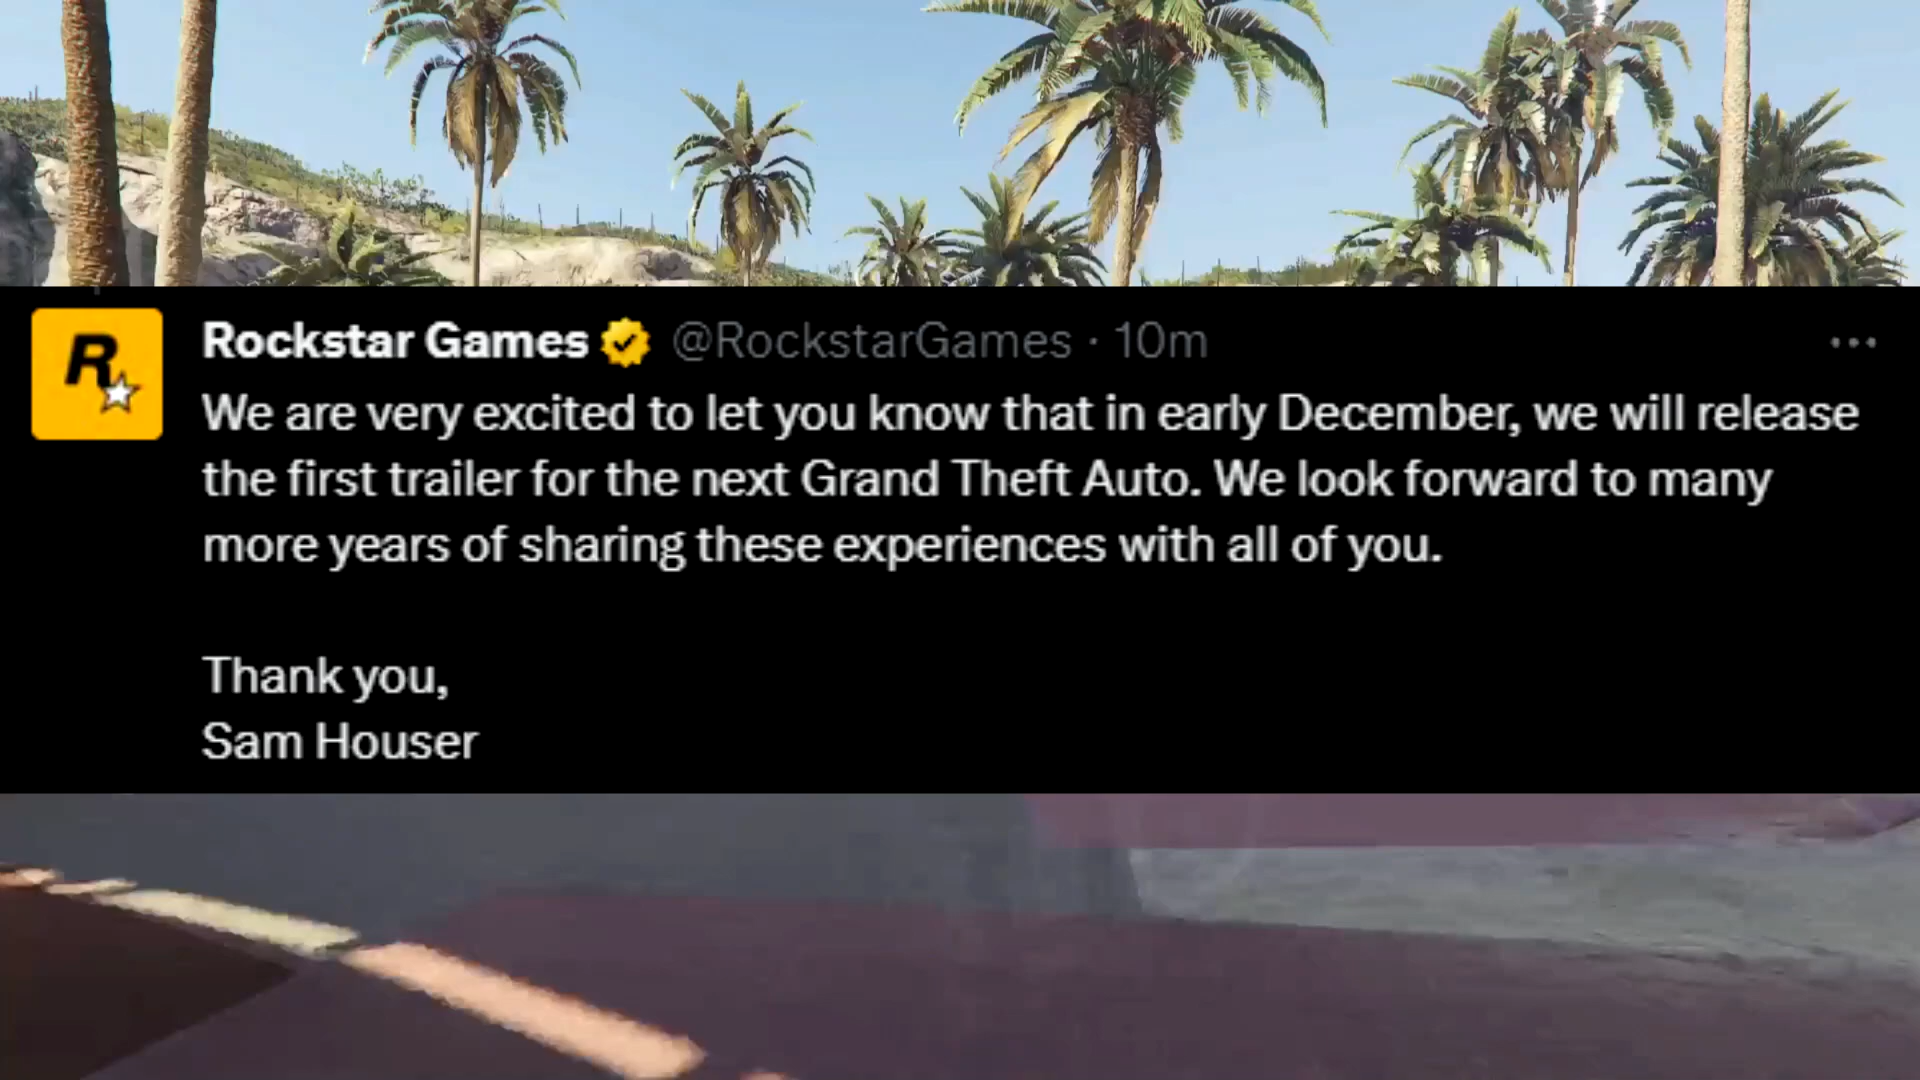 Rockstar Games @RockstarGames · 10m
We are very excited to let you know that in early December, we will release
the first trailer for the next Grand Theft Auto. We look forward to many
more years of sharing these experiences with all of you.
Thank you,
Sam Houser